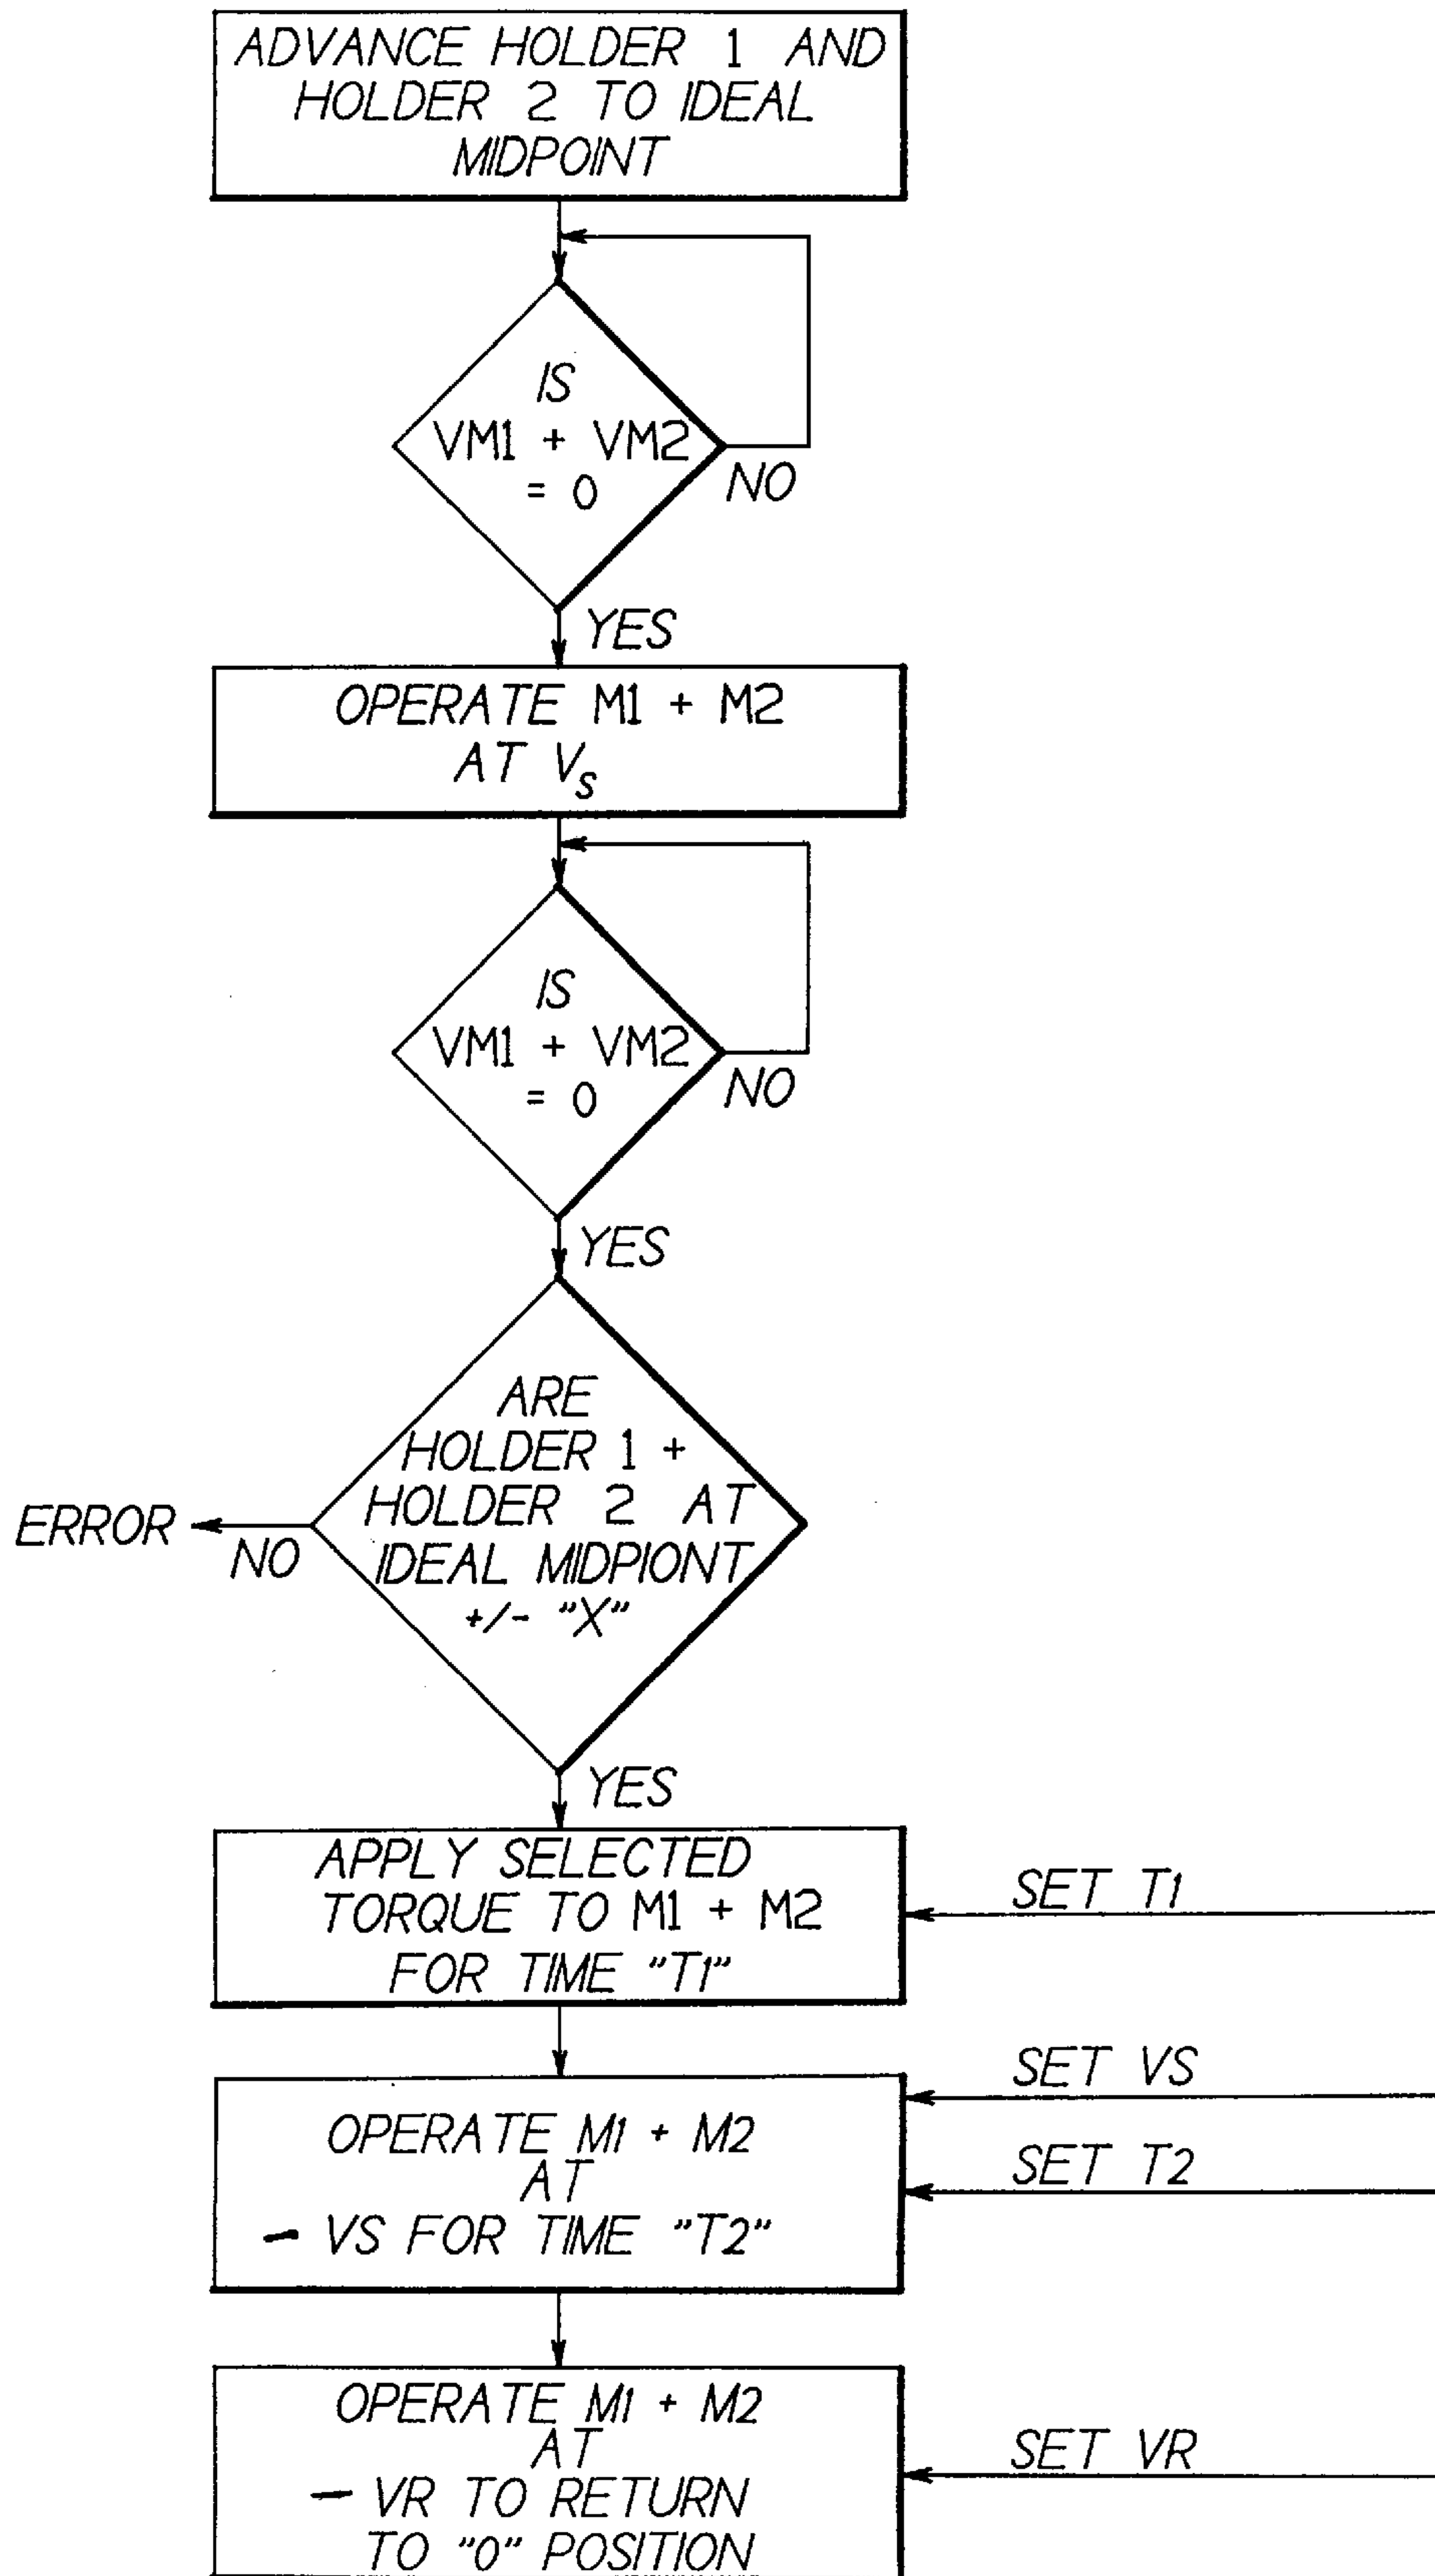 ADVANCE HOLDER 1 AND
HOLDER 2 TO IDEAL
MIDPOINT
IS
VM1 + VM2
= 0
NO
YES
OPERATE M1 + M2
AT Vs
IS
VM1 + VM2
= 0
NO
YES
ARE
HOLDER 1 +
HOLDER 2 AT
IDEAL MIDPIONT
+/- "X"
ERROR
NO
YES
APPLY SELECTED
TORQUE TO M1 + M2
FOR TIME "T1"
SET T1
OPERATE M1 + M2
AT
- VS FOR TIME "T2"
SET VS
SET T2
OPERATE M1 + M2
AT
- VR TO RETURN
TO "0" POSITION
SET VR